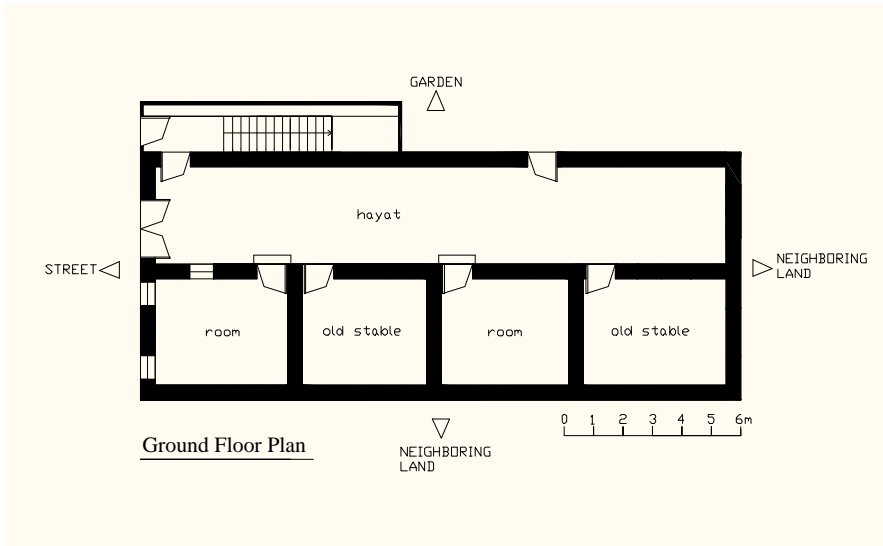 GARDEN
hayat
STREET
NEIGHBORING
LAND
room
old stable
room
old stable
0 1 2 3 4 5 6m
Ground Floor Plan
NEIGHBORING
LAND